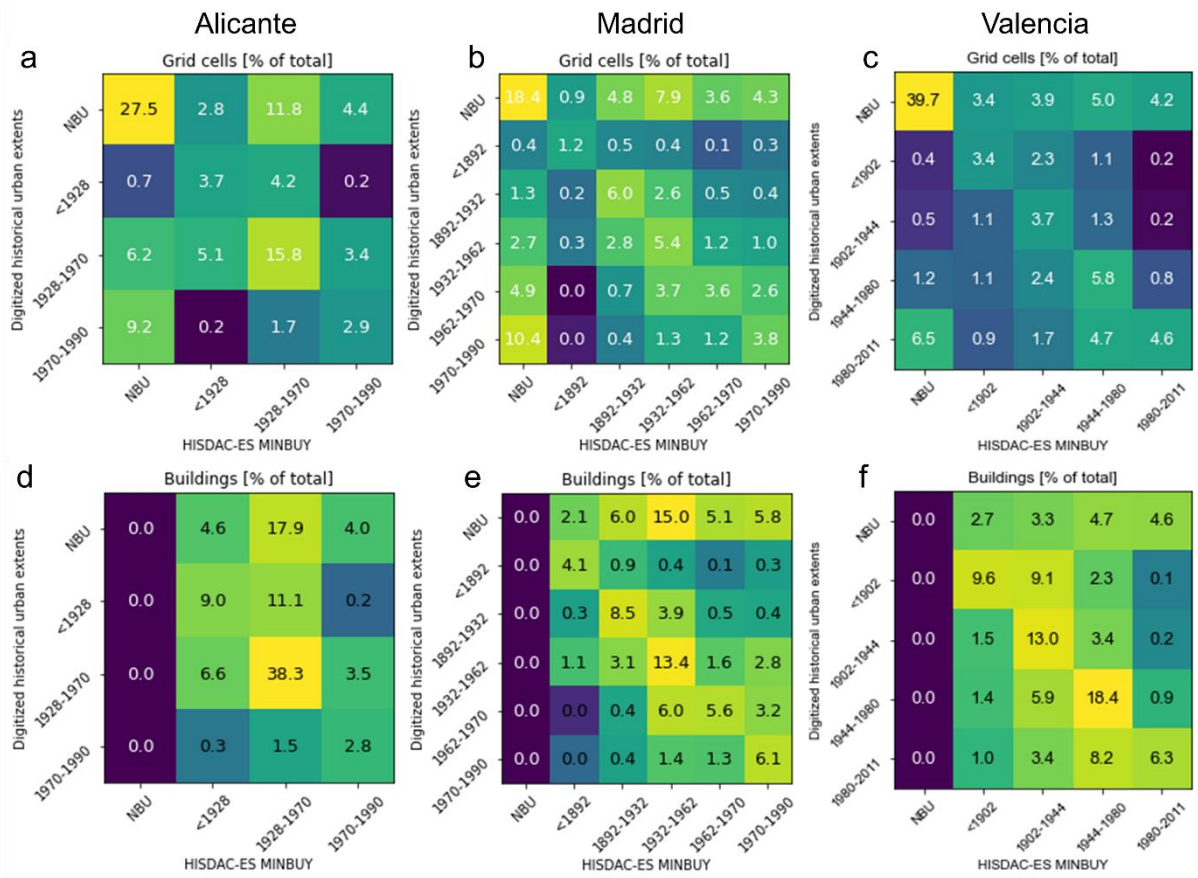 Alicante Madrid Valencia
a b c
Grid cells [% of total] Grid cells [% of total] Grid cells [% of total]
Digitized historical urban extents
NBU 27.5 2.8 11.8 4.4
<1928 0.7 3.7 4.2 0.2
1928-1970 6.2 5.1 15.8 3.4
1970-1990 9.2 0.2 1.7 2.9
NBU <1928 1928-1970 1970-1990
HISDAC-ES MINBUY
Digitized historical urban extents
NBU 18.4 0.9 4.8 7.9 3.6 4.3
<1892 0.4 1.2 0.5 0.4 0.1 0.3
1892-1932 1.3 0.2 6.0 2.6 0.5 0.4
1932-1962 2.7 0.3 2.8 5.4 1.2 1.0
1962-1970 4.9 0.0 0.7 3.7 3.6 2.6
1970-1990 10.4 0.0 0.4 1.3 1.2 3.8
NBU <1892 1892-1932 1932-1962 1962-1970 1970-1990
HISDAC-ES MINBUY
Digitized historical urban extents
NBU 39.7 3.4 3.9 5.0 4.2
<1902 0.4 3.4 2.3 1.1 0.2
1902-1944 0.5 1.1 3.7 1.3 0.2
1944-1980 1.2 1.1 2.4 5.8 0.8
1980-2011 6.5 0.9 1.7 4.7 4.6
NBU <1902 1902-1944 1944-1980 1980-2011
HISDAC-ES MINBUY
d e f
Buildings [% of total] Buildings [% of total] Buildings [% of total]
Digitized historical urban extents
NBU 0.0 4.6 17.9 4.0
<1928 0.0 9.0 11.1 0.2
1928-1970 0.0 6.6 38.3 3.5
1970-1990 0.0 0.3 1.5 2.8
NBU <1928 1928-1970 1970-1990
HISDAC-ES MINBUY
Digitized historical urban extents
NBU 0.0 2.1 6.0 15.0 5.1 5.8
<1892 0.0 4.1 0.9 0.4 0.1 0.3
1892-1932 0.0 0.3 8.5 3.9 0.5 0.4
1932-1962 0.0 1.1 3.1 13.4 1.6 2.8
1962-1970 0.0 0.0 0.4 6.0 5.6 3.2
1970-1990 0.0 0.0 0.4 1.4 1.3 6.1
NBU <1892 1892-1932 1932-1962 1962-1970 1970-1990
HISDAC-ES MINBUY
Digitized historical urban extents
NBU 0.0 2.7 3.3 4.7 4.6
<1902 0.0 9.6 9.1 2.3 0.1
1902-1944 0.0 1.5 13.0 3.4 0.2
1944-1980 0.0 1.4 5.9 18.4 0.9
1980-2011 0.0 1.0 3.4 8.2 6.3
NBU <1902 1902-1944 1944-1980 1980-2011
HISDAC-ES MINBUY